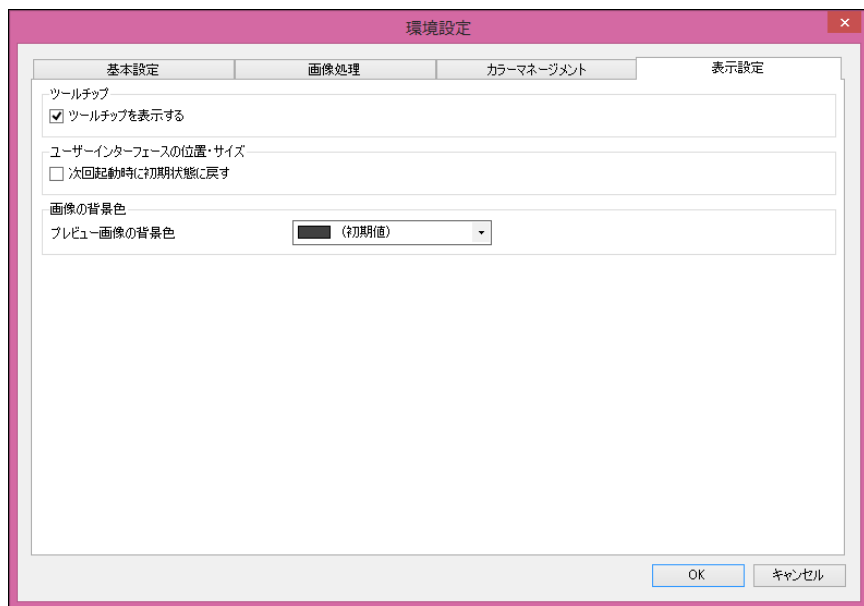 環境設定
基本設定 画像処理 カラーマネージメント 表示設定
ツールチップ
ツールチップを表示する
ユーザーインターフェースの位置・サイズ
次回起動時に初期状態に戻す
画像の背景色
プレビュー画像の背景色 (初期値)
OK キャンセル